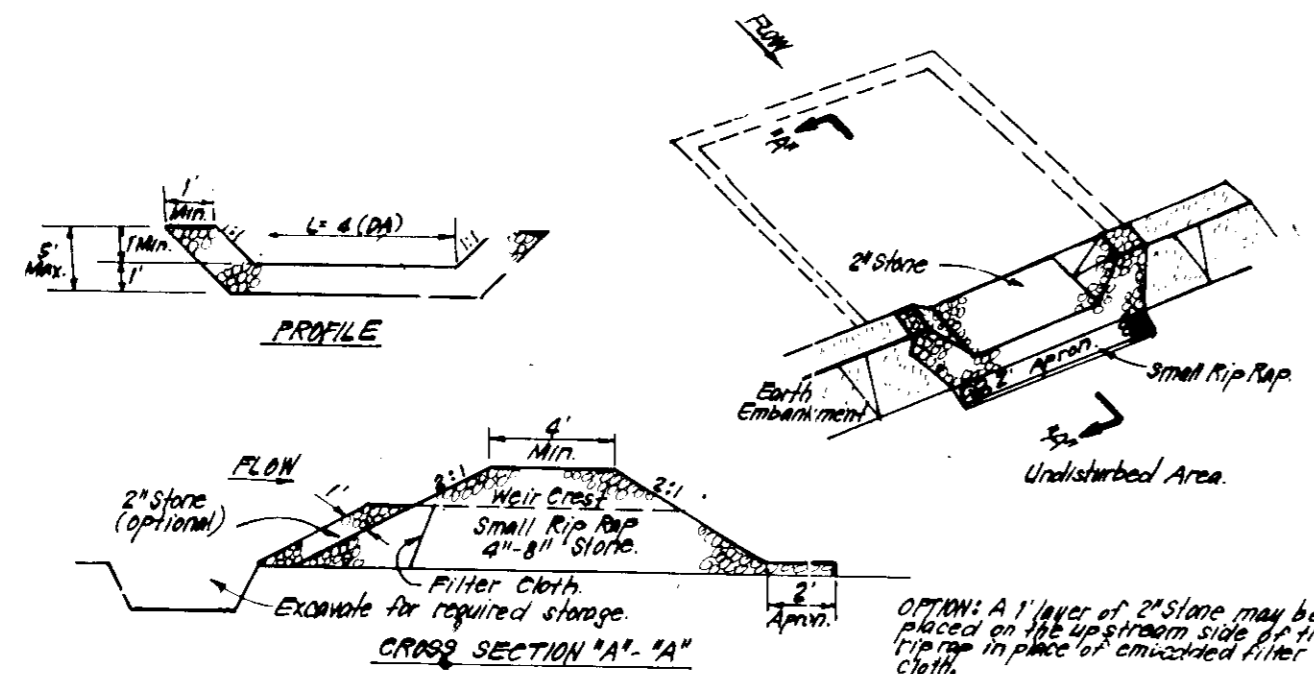 FLOW
"A"
1'
Min.
1:1
L= 4 (DA)
1:1
5'
MAX.
1' Min.
1'
PROFILE
2" Stone
2' Apron.
Small Rip Rap.
Earth
Embankment
"A"
Undisturbed Area.
4'
Min.
FLOW
1'
2:1
2:1
2" Stone
(optional)
Weir Crest
Small Rip Rap
4"-8" Stone.
Filter Cloth.
Excavate for required storage.
2'
Apron.
CROSS SECTION "A"- "A"
OPTION: A 1' layer of 2" Stone may be
placed on the upstream side of
riprap in place of embedded filter
cloth.